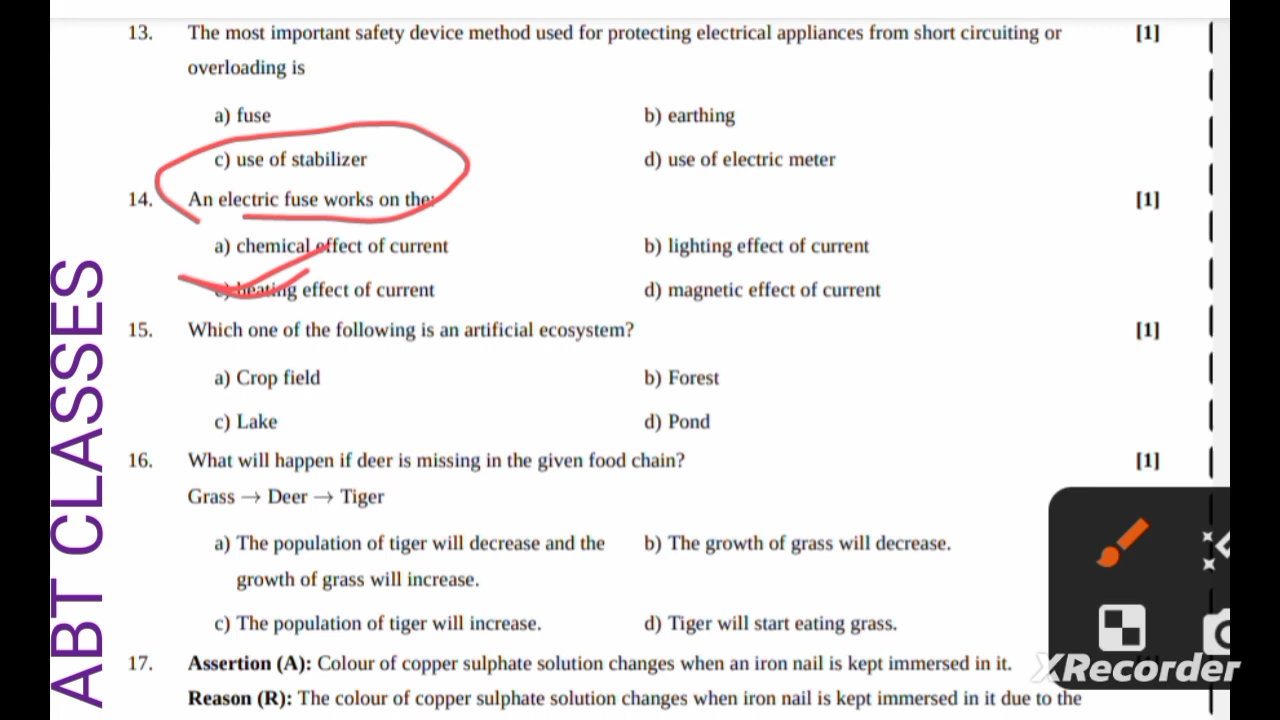 ABT CLASSES
13. The most important safety device method used for protecting electrical appliances from short circuiting or [1]
overloading is
a) fuse b) earthing
c) use of stabilizer d) use of electric meter
14. An electric fuse works on the: [1]
a) chemical effect of current b) lighting effect of current
c) heating effect of current d) magnetic effect of current
15. Which one of the following is an artificial ecosystem? [1]
a) Crop field b) Forest
c) Lake d) Pond
16. What will happen if deer is missing in the given food chain? [1]
Grass → Deer → Tiger
a) The population of tiger will decrease and the b) The growth of grass will decrease.
growth of grass will increase.
c) The population of tiger will increase. d) Tiger will start eating grass.
17. Assertion (A): Colour of copper sulphate solution changes when an iron nail is kept immersed in it.
Reason (R): The colour of copper sulphate solution changes when iron nail is kept immersed in it due to the
XRecorder